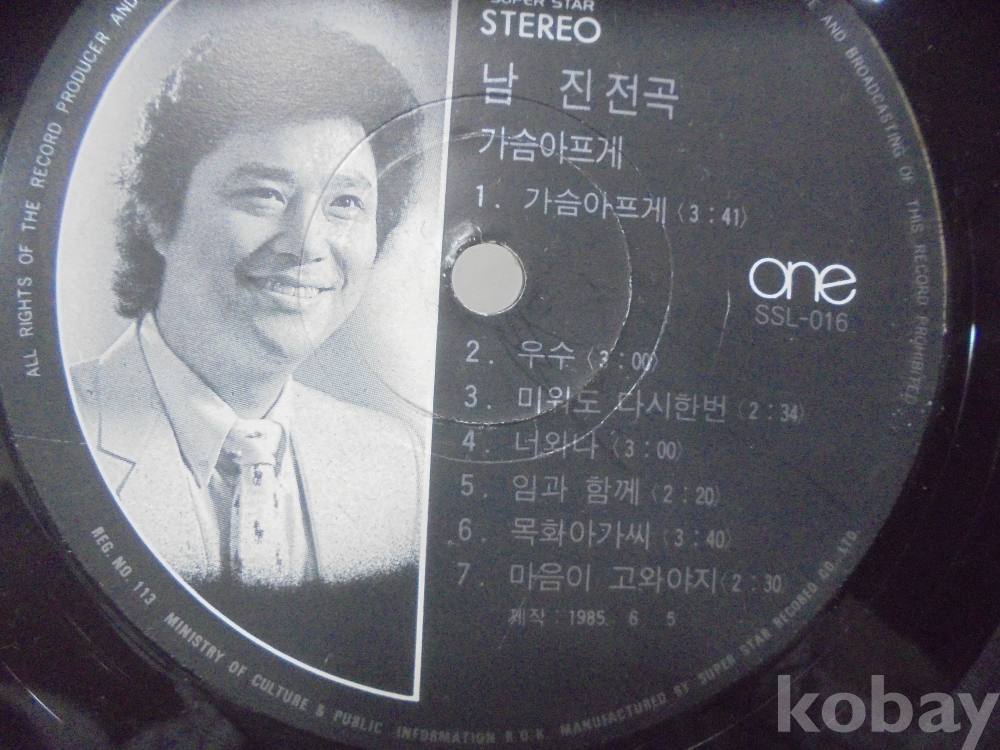 SUPER STAR
STEREO
남 진 전곡
가슴아프게
1. 가슴아프게 (3:41)
one
SSL-016
2. 우수 (3:00)
3. 미워도 다시한번 (2:34)
4. 너와나 (3:00)
5. 임과 함께 (2:20)
6. 목화아가씨 (3:40)
7. 마음이 고와야지 (2:30
제작: 1985. 6 5
ALL RIGHTS OF THE RECORD PRODUCER AND
AND BROADCASTING OF THIS RECORD PROHIBITED.
REG. NO. 113 MINISTRY OF CULTURE & PUBLIC INFORMATION R.O.K. MANUFACTURED BY SUPER STAR RECORED CO. LTD.
kobay